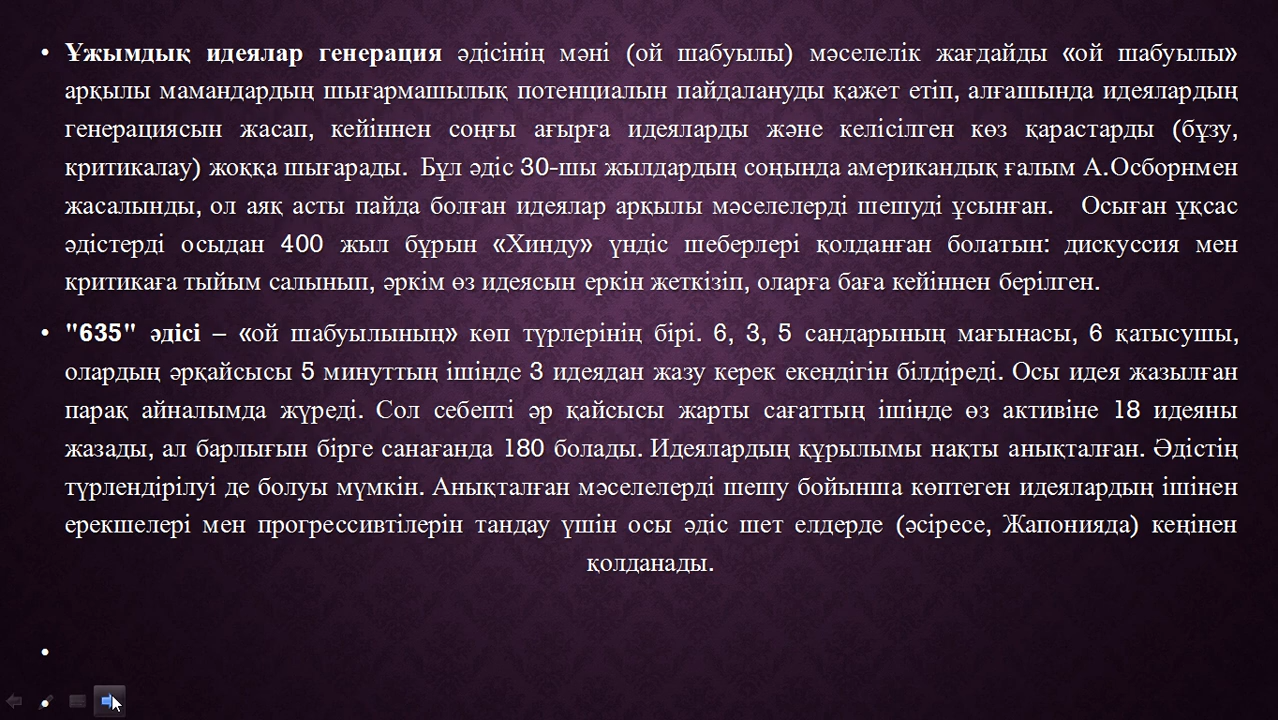 • Ұжымдық идеялар генерация әдісінің мәні (ой шабуылы) мәселелік жағдайды «ой шабуылы»
арқылы мамандардың шығармашылық потенциалын пайдалануды қажет етіп, алғашында идеялардың
генерациясын жасап, кейіннен соңғы ағырға идеяларды және келісілген көз қарастарды (бұзу,
критикалау) жоққа шығарады. Бұл әдіс 30-шы жылдардың соңында американдық ғалым А.Осборнмен
жасалынды, ол аяқ асты пайда болған идеялар арқылы мәселелерді шешуді ұсынған. Осыған ұқсас
әдістерді осыдан 400 жыл бұрын «Хинду» үндіс шеберлері қолданған болатын: дискуссия мен
критикаға тыйым салынып, әркім өз идеясын еркін жеткізіп, оларға баға кейіннен берілген.
• "635" әдісі – «ой шабуылының» көп түрлерінің бірі. 6, 3, 5 сандарының мағынасы, 6 қатысушы,
олардың әрқайсысы 5 минуттың ішінде 3 идеядан жазу керек екендігін білдіреді. Осы идея жазылған
парақ айналымда жүреді. Сол себепті әр қайсысы жарты сағаттың ішінде өз активіне 18 идеяны
жазады, ал барлығын бірге санағанда 180 болады. Идеялардың құрылымы нақты анықталған. Әдістің
түрлендірілуі де болуы мүмкін. Анықталған мәселелерді шешу бойынша көптеген идеялардың ішінен
ерекшелері мен прогрессивтілерін тандау үшін осы әдіс шет елдерде (әсіресе, Жапонияда) кеңінен
қолданады.